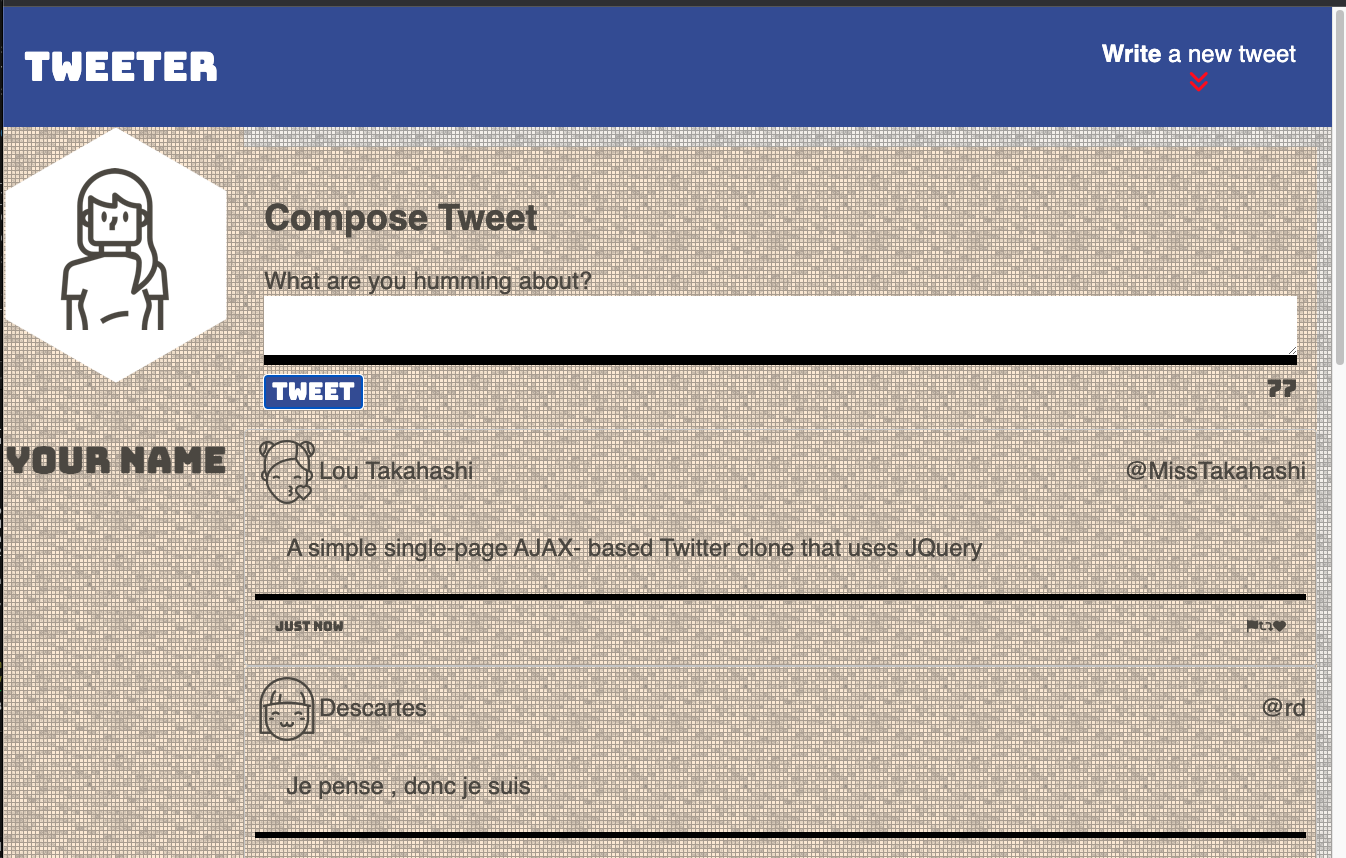 TWEETER
Write a new tweet
Compose Tweet
What are you humming about?
TWEET
77
YOUR NAME
Lou Takahashi
@MissTakahashi
A simple single-page AJAX- based Twitter clone that uses JQuery
JUST NOW
Descartes
@rd
Je pense , donc je suis